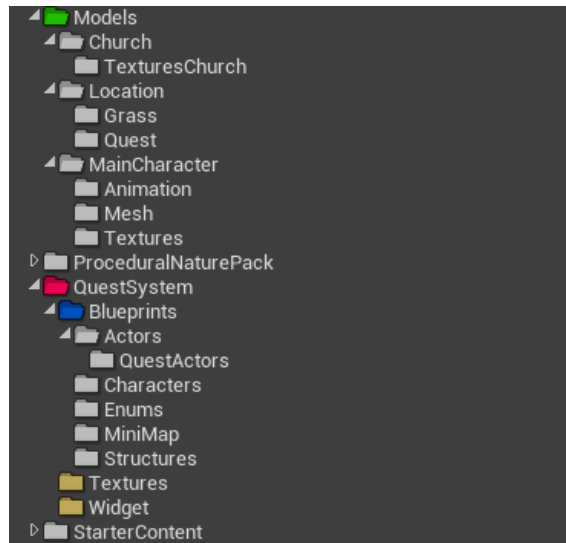 Models
Church
TexturesChurch
Location
Grass
Quest
MainCharacter
Animation
Mesh
Textures
ProceduralNaturePack
QuestSystem
Blueprints
Actors
QuestActors
Characters
Enums
MiniMap
Structures
Textures
Widget
StarterContent